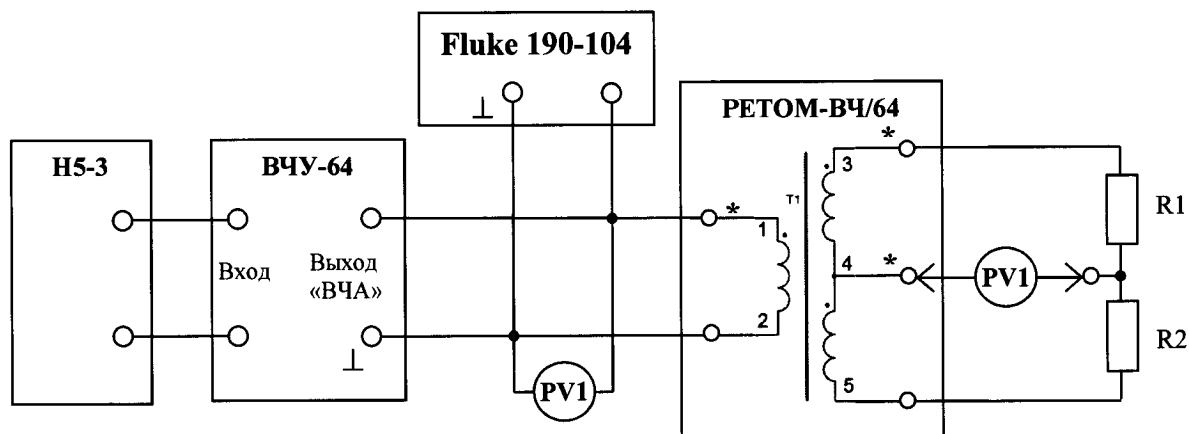 Fluke 190-104
⊥
РЕТОМ-ВЧ/64
Н5-3
ВЧУ-64
*
3
T1
R1
*
1
Вход
Выход
«ВЧА»
4
*
PV1
2
R2
⊥
PV1
5